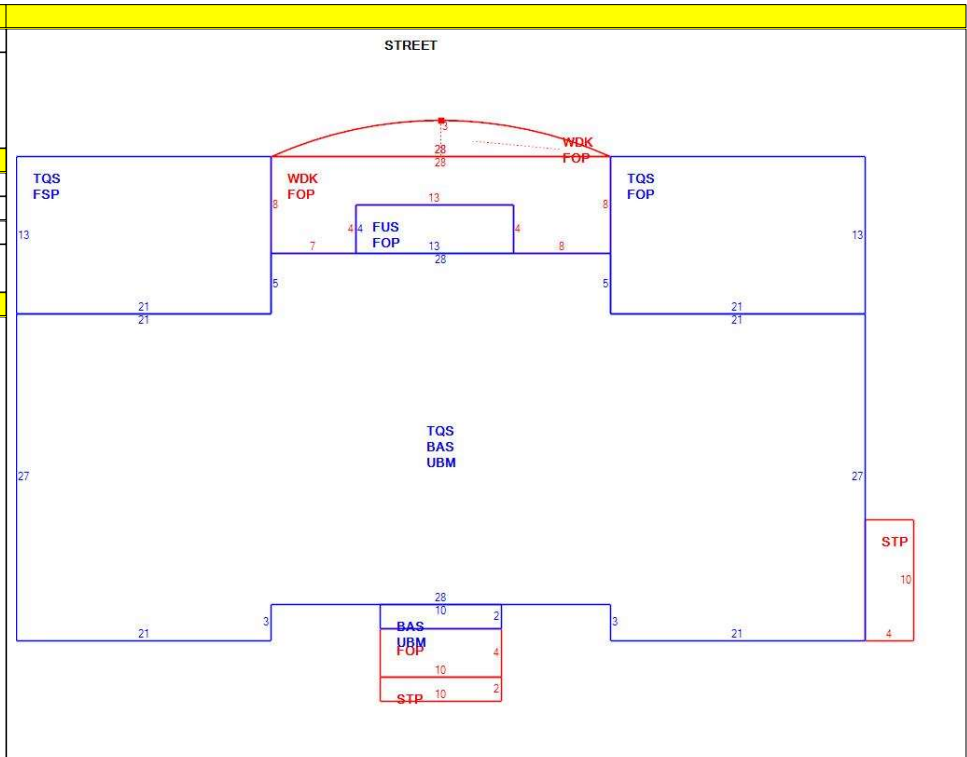 STREET
3
WDK
FOP
28
28
TQS
FSP
WDK
FOP
TQS
FOP
8
13
8
13
4 4
FUS
FOP
4
13
7
13
8
28
5
5
21
21
21
21
TQS
BAS
UBM
27
27
STP
10
4
28
10
3
2
3
BAS
UBM
FOP
4
21
21
10
STP
10
2